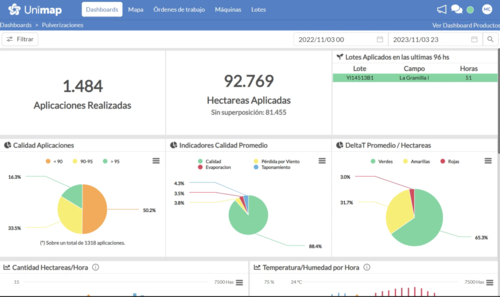 Unimap
Dashboards Mapa Órdenes de trabajo Máquinas Lotes
Dashboards > Pulverizaciones Ver Dashboard Productos
Filtrar 2022/11/03 00 2023/11/03 23
1.484
Aplicaciones Realizadas
92.769
Hectareas Aplicadas
Sin superposición: 81.455
Lotes Aplicados en las ultimas 96 hs
Lote Campo Horas
La Gramilla I 51
Calidad Aplicaciones
< 90 90-95 > 95
16.3%
50.2%
33.5%
(*) Sobre un total de 1318 aplicaciones.
Indicadores Calidad Promedio
Calidad Pérdida por Viento
Evaporacion Taponamiento
4.3%
3.5%
3.8%
88.4%
DeltaT Promedio / Hectareas
Verdes Amarillas Rojas
3.0%
31.7%
65.3%
Cantidad Hectareas/Hora
15 7500 Has
Temperatura/Humedad por Hora
75 % 24 °C 7500 Has